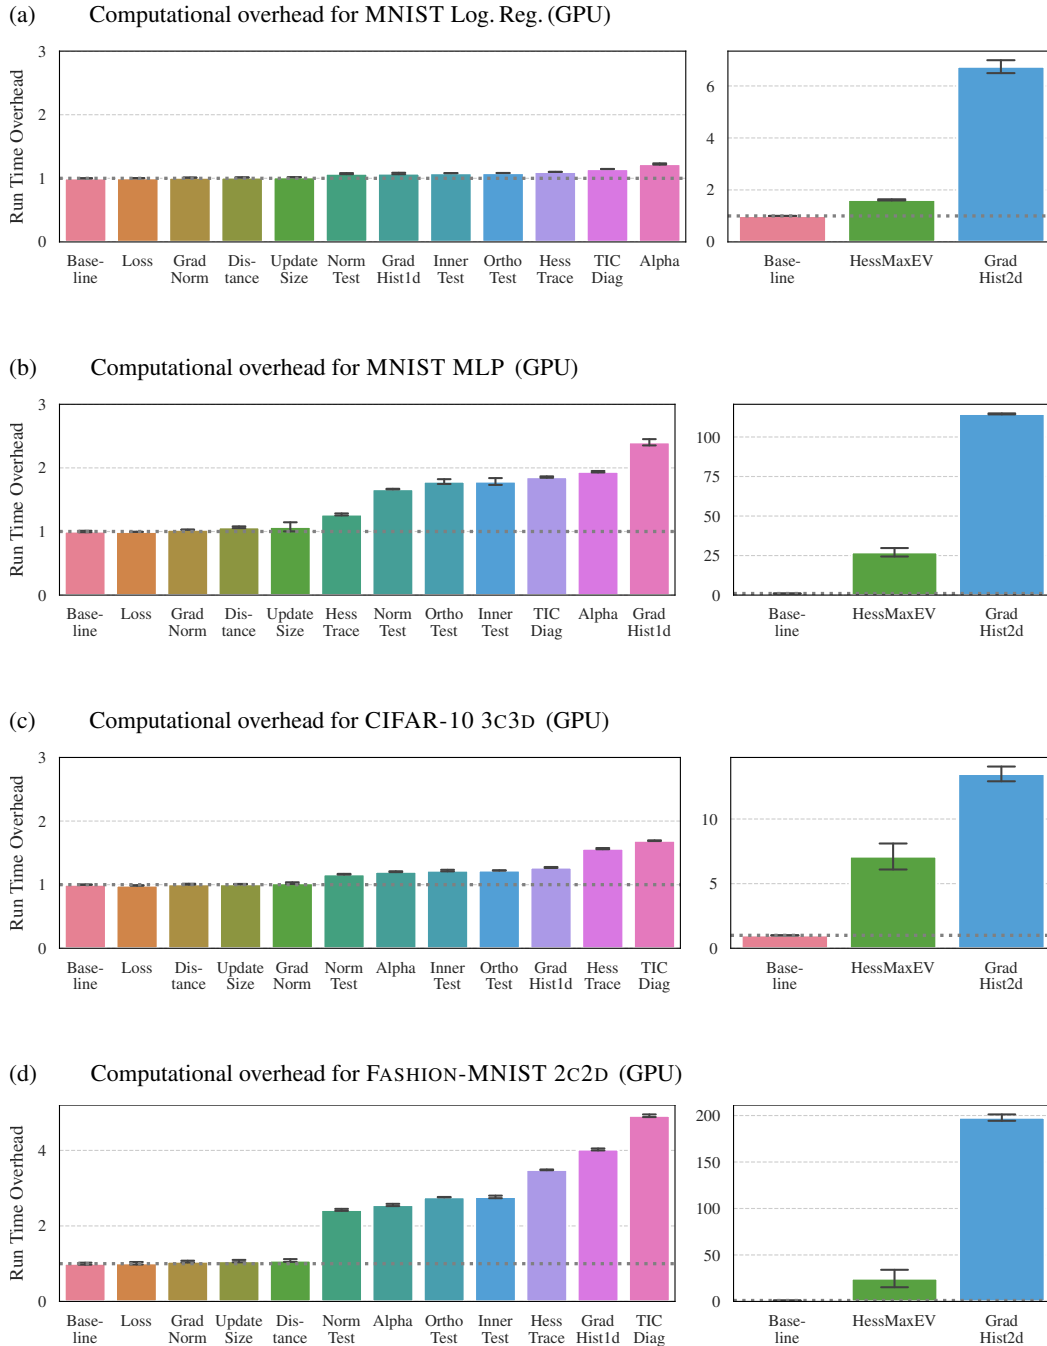 (a) Computational overhead for MNIST Log. Reg. (GPU)
Run Time Overhead
3
2
1
0
Base- Loss Grad Dis- Update Norm Grad Inner Ortho Hess TIC Alpha
line Norm tance Size Test Hist1d Test Test Trace Diag
6
4
2
0
Base- HessMaxEV Grad
line Hist2d
(b) Computational overhead for MNIST MLP (GPU)
Run Time Overhead
3
2
1
0
Base- Loss Grad Dis- Update Hess Norm Ortho Inner TIC Alpha Grad
line Norm tance Size Trace Test Test Test Diag Hist1d
100
75
50
25
0
Base- HessMaxEV Grad
line Hist2d
(c) Computational overhead for CIFAR-10 3C3D (GPU)
Run Time Overhead
3
2
1
0
Base- Loss Dis- Update Grad Norm Alpha Inner Ortho Grad Hess TIC
line tance Size Norm Test Test Test Hist1d Trace Diag
10
5
0
Base- HessMaxEV Grad
line Hist2d
(d) Computational overhead for FASHION-MNIST 2C2D (GPU)
Run Time Overhead
4
2
0
Base- Loss Grad Update Dis- Norm Alpha Ortho Inner Hess Grad TIC
line Norm Size tance Test Test Test Trace Hist1d Diag
200
150
100
50
0
Base- HessMaxEV Grad
line Hist2d